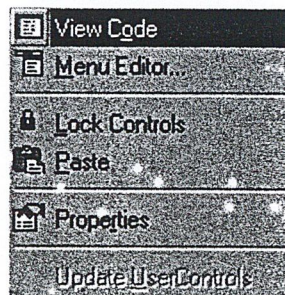 View Code
Menu Editor...
Lock Controls
Paste
Properties
Update UserControls